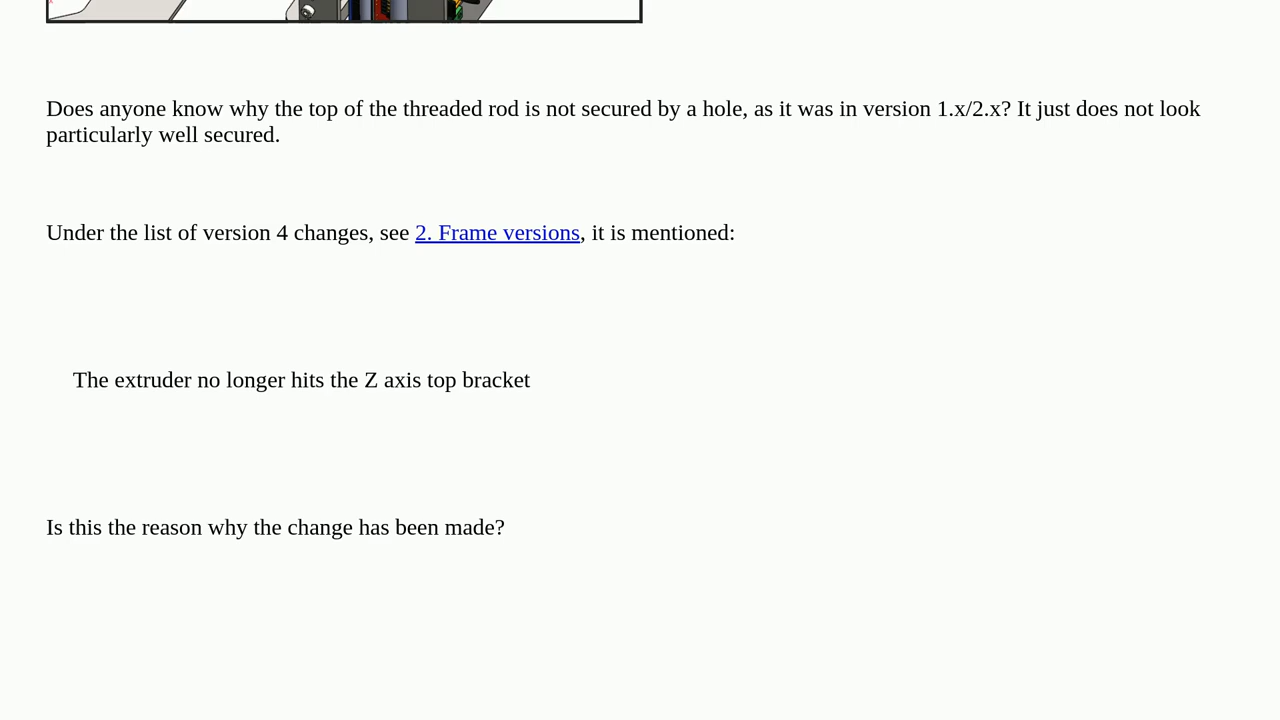 Does anyone know why the top of the threaded rod is not secured by a hole, as it was in version 1.x/2.x? It just does not look
particularly well secured.
Under the list of version 4 changes, see 2. Frame versions, it is mentioned:
The extruder no longer hits the Z axis top bracket
Is this the reason why the change has been made?